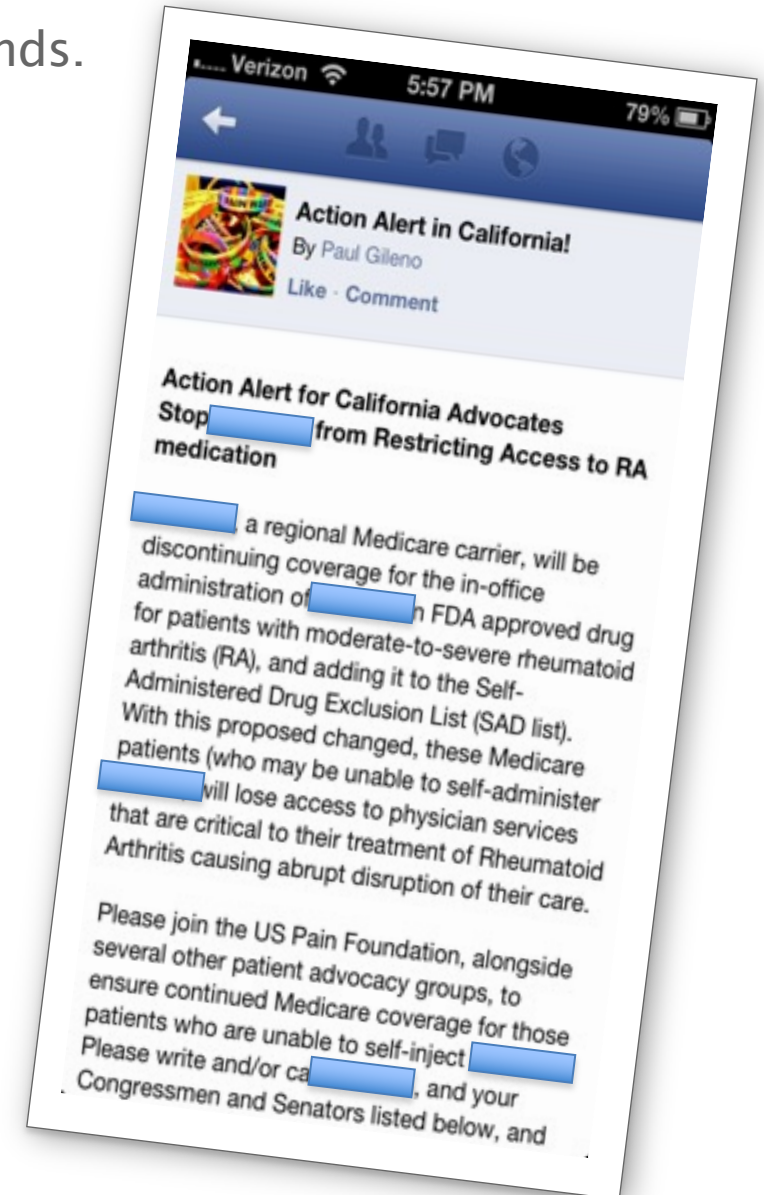 nds.
..... Verizon 5:57 PM 79%
Action Alert in California!
By Paul Gileno
Like · Comment
Action Alert for California Advocates
Stop from Restricting Access to RA
medication
, a regional Medicare carrier, will be
discontinuing coverage for the in-office
administration of n FDA approved drug
for patients with moderate-to-severe rheumatoid
arthritis (RA), and adding it to the Self-
Administered Drug Exclusion List (SAD list).
With this proposed changed, these Medicare
patients (who may be unable to self-administer
will lose access to physician services
that are critical to their treatment of Rheumatoid
Arthritis causing abrupt disruption of their care.
Please join the US Pain Foundation, alongside
several other patient advocacy groups, to
ensure continued Medicare coverage for those
patients who are unable to self-inject
Please write and/or ca , and your
Congressmen and Senators listed below, and